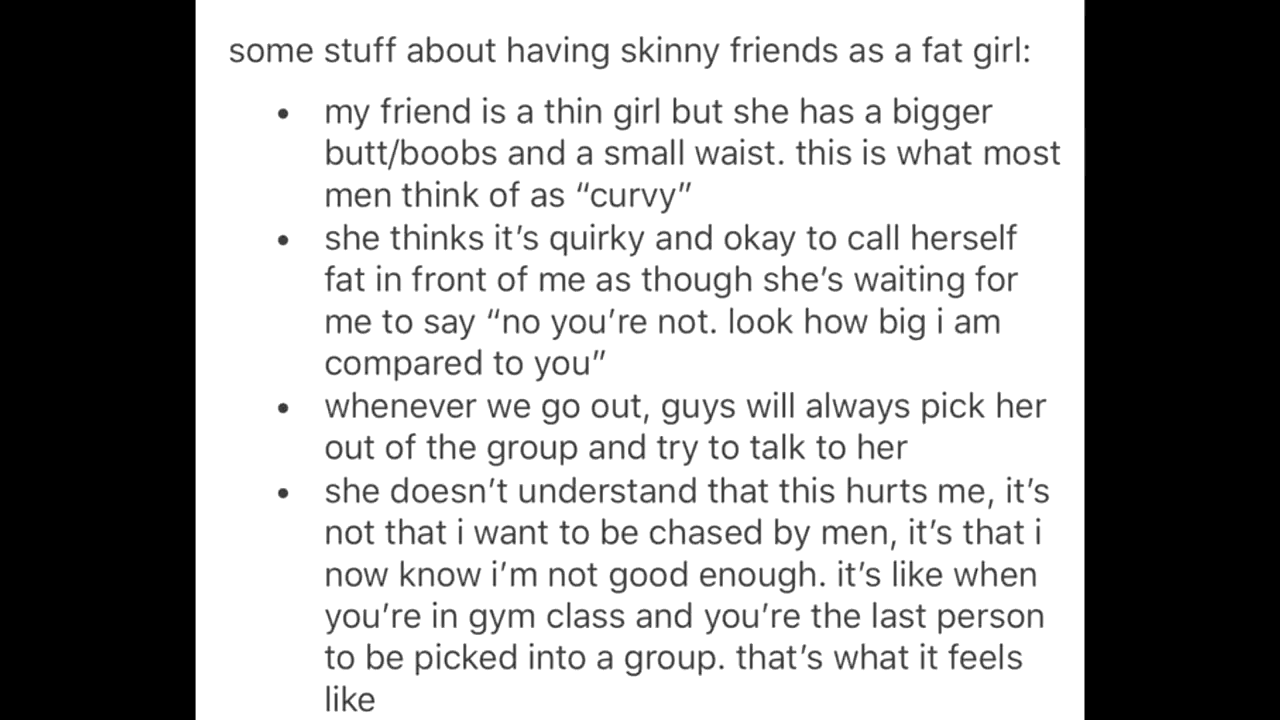 some stuff about having skinny friends as a fat girl:
• my friend is a thin girl but she has a bigger
butt/boobs and a small waist. this is what most
men think of as “curvy”
• she thinks it’s quirky and okay to call herself
fat in front of me as though she’s waiting for
me to say “no you’re not. look how big i am
compared to you”
• whenever we go out, guys will always pick her
out of the group and try to talk to her
• she doesn’t understand that this hurts me, it’s
not that i want to be chased by men, it’s that i
now know i’m not good enough. it’s like when
you’re in gym class and you’re the last person
to be picked into a group. that’s what it feels
like